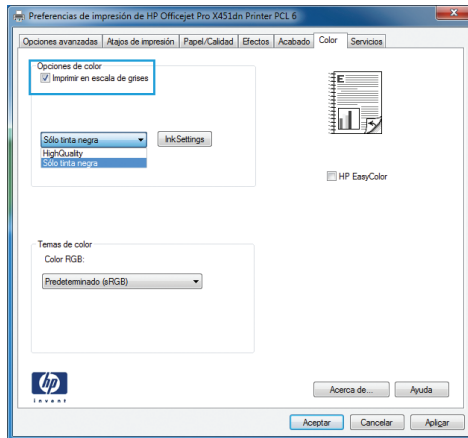 Preferencias de impresión de HP Officejet Pro X451dn Printer PCL 6
Opciones avanzadas Atajos de impresión Papel/Calidad Efectos Acabado Color Servicios
Opciones de color
Imprimir en escala de grises
Sólo tinta negra InkSettings
HighQuality
Sólo tinta negra
E
HP EasyColor
Temas de color
Color RGB:
Predeterminado (sRGB)
hp
invent
Acerca de... Ayuda
Aceptar Cancelar Aplicar